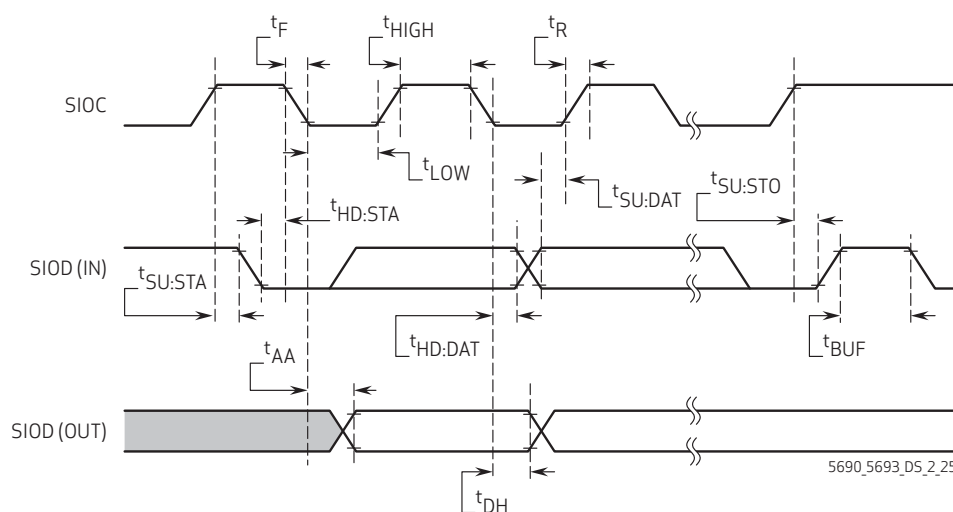 tF
tHIGH
tR
SIOC
tLOW
tSU:DAT
tSU:STO
tHD:STA
SIOD (IN)
tSU:STA
tHD:DAT
tBUF
tAA
SIOD (OUT)
5690_5693_DS_2_25
tDH